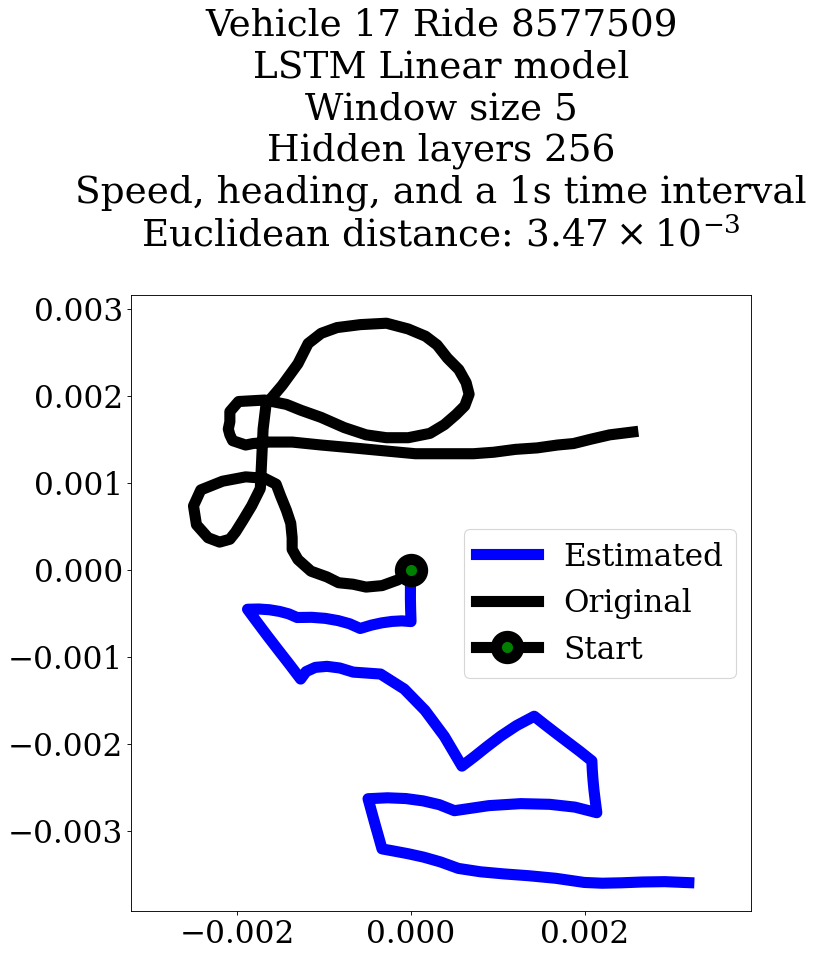 Vehicle 17 Ride 8577509
LSTM Linear model
Window size 5
Hidden layers 256
Speed, heading, and a 1s time interval
Euclidean distance: 3.47 × 10⁻³
0.003
0.002
0.001
0.000
−0.001
−0.002
−0.003
Estimated
Original
Start
−0.002 0.000 0.002